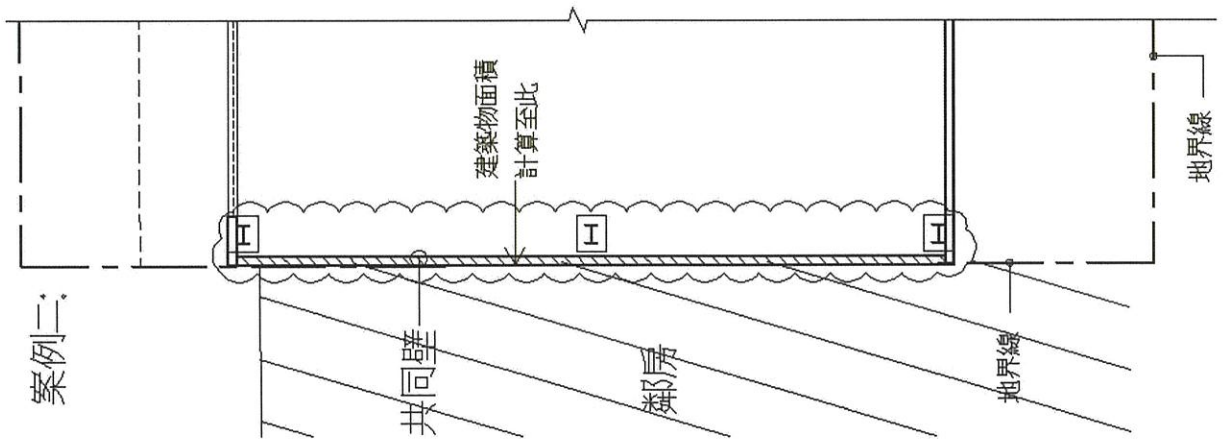 案例二:
建築物面積
計算至此
共同壁
鄰房
地界線
地界線